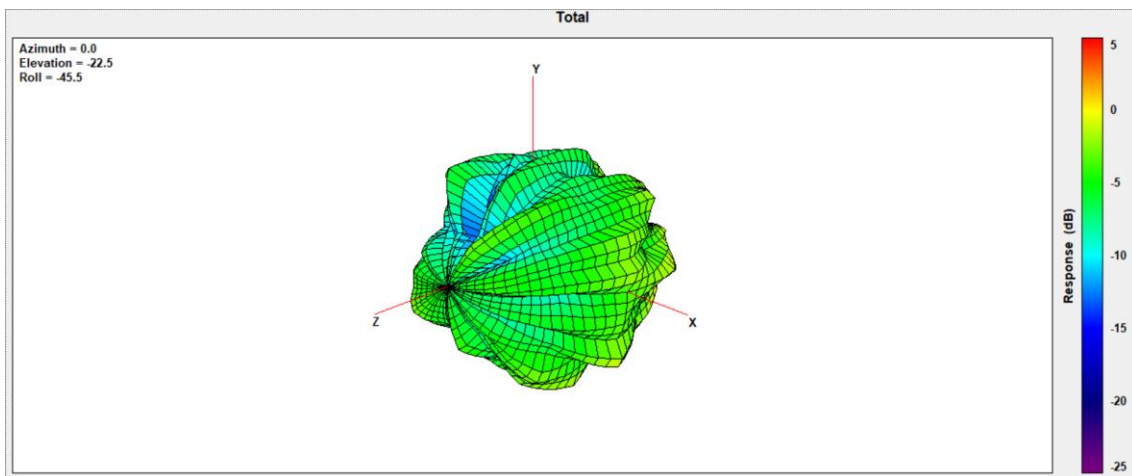 Total
Azimuth = 0.0
Elevation = -22.5
Roll = -45.5
Y
Z
X
5
0
-5
-10
-15
-20
-25
Response (dB)